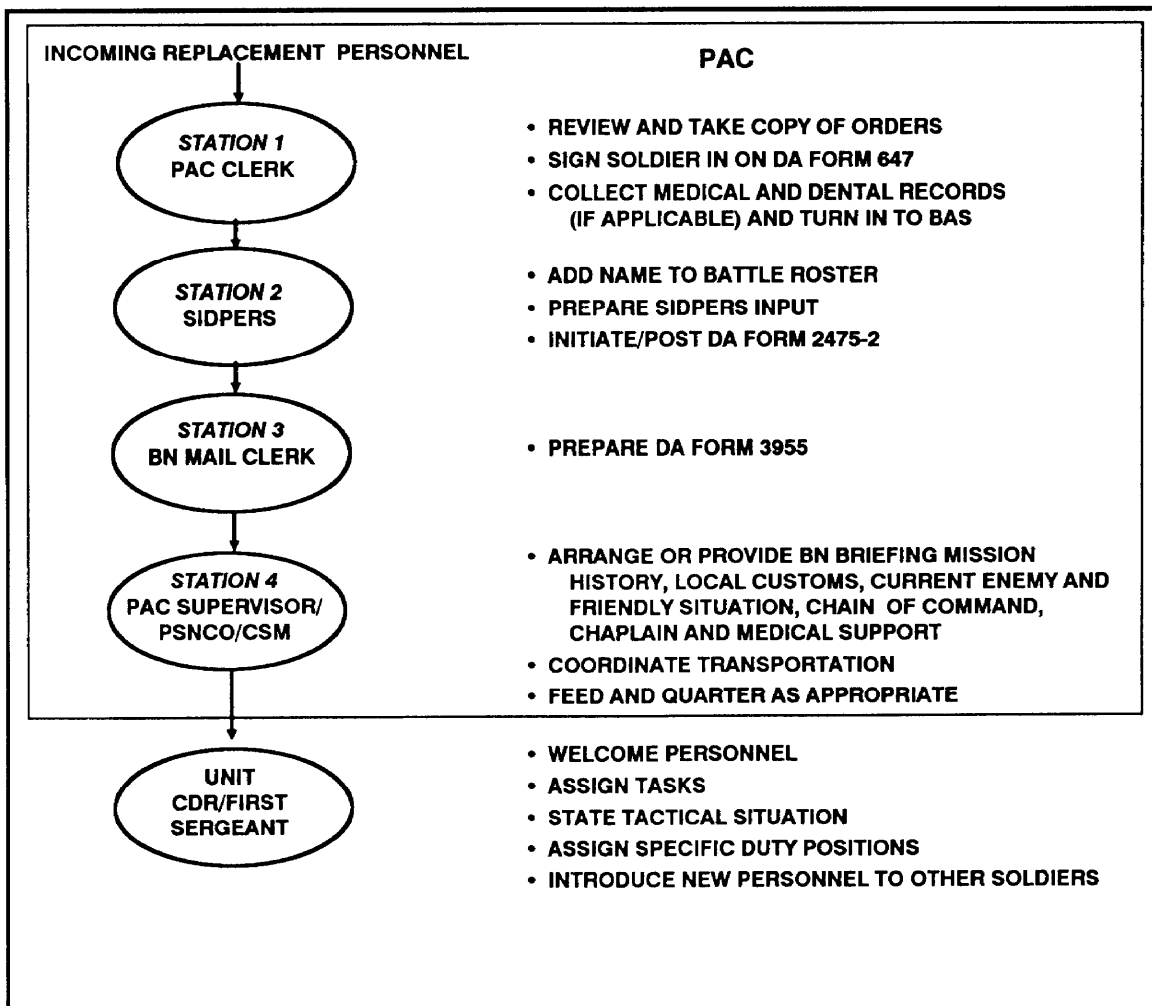 INCOMING REPLACEMENT PERSONNEL
PAC
STATION 1
PAC CLERK
• REVIEW AND TAKE COPY OF ORDERS
• SIGN SOLDIER IN ON DA FORM 647
• COLLECT MEDICAL AND DENTAL RECORDS
(IF APPLICABLE) AND TURN IN TO BAS
STATION 2
SIDPERS
• ADD NAME TO BATTLE ROSTER
• PREPARE SIDPERS INPUT
• INITIATE/POST DA FORM 2475-2
STATION 3
BN MAIL CLERK
• PREPARE DA FORM 3955
STATION 4
PAC SUPERVISOR/
PSNCO/CSM
• ARRANGE OR PROVIDE BN BRIEFING MISSION
HISTORY, LOCAL CUSTOMS, CURRENT ENEMY AND
FRIENDLY SITUATION, CHAIN OF COMMAND,
CHAPLAIN AND MEDICAL SUPPORT
• COORDINATE TRANSPORTATION
• FEED AND QUARTER AS APPROPRIATE
UNIT
CDR/FIRST
SERGEANT
• WELCOME PERSONNEL
• ASSIGN TASKS
• STATE TACTICAL SITUATION
• ASSIGN SPECIFIC DUTY POSITIONS
• INTRODUCE NEW PERSONNEL TO OTHER SOLDIERS